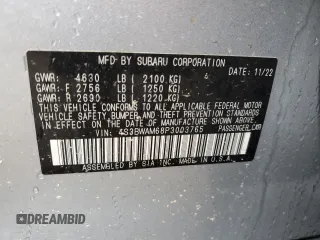 MFD BY SUBARU CORPORATION
DATE: 11/22
GVWR: 4630 LB ( 2100 KG)
GAWR: F 2756 LB ( 1250 KG)
GAWR: R 2690 LB ( 1220 KG)
THIS VEHICLE CONFORMS TO ALL APPLICABLE FEDERAL MOTOR
VEHICLE SAFETY, BUMPER, AND THEFT PREVENTION
STANDARDS IN EFFECT ON THE DATE OF MANUFACTURE
SHOWN ABOVE.
VIN: 4S3BWAM68P3003765 PASSENGER CAR
ASSEMBLED BY SIA INC. MADE IN U.S.A.
DREAMBID